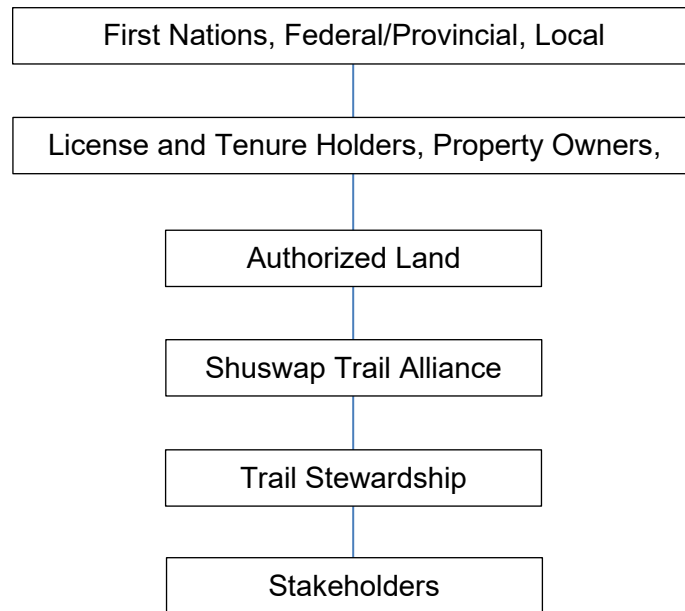 First Nations, Federal/Provincial, Local
License and Tenure Holders, Property Owners,
Authorized Land
Shuswap Trail Alliance
Trail Stewardship
Stakeholders